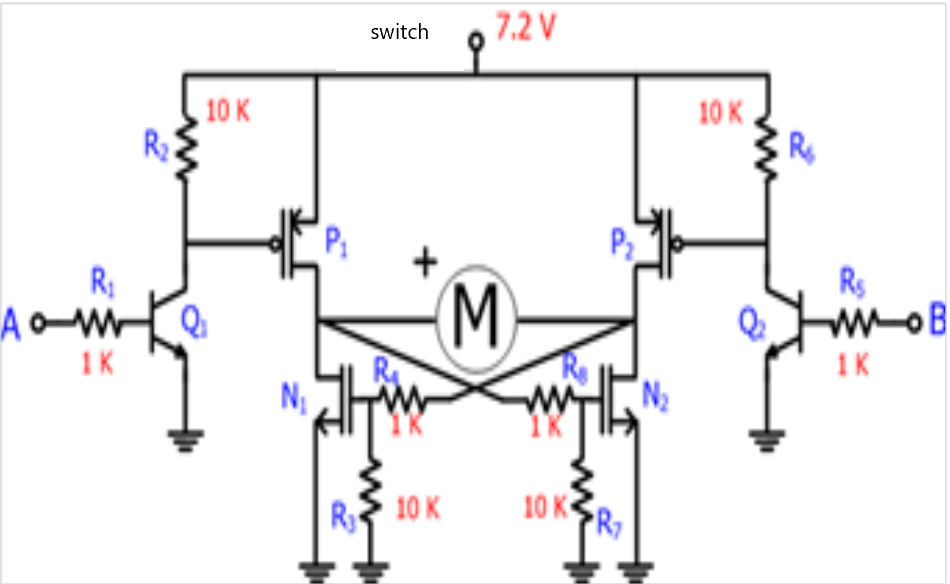 switch
7.2 V
10 K
10 K
R2
R6
P1
P2
+
R1
R5
A
Q1
M
Q2
B
1 K
1 K
R4
R8
N1
N2
1 K
1 K
R3
10 K
10 K
R7